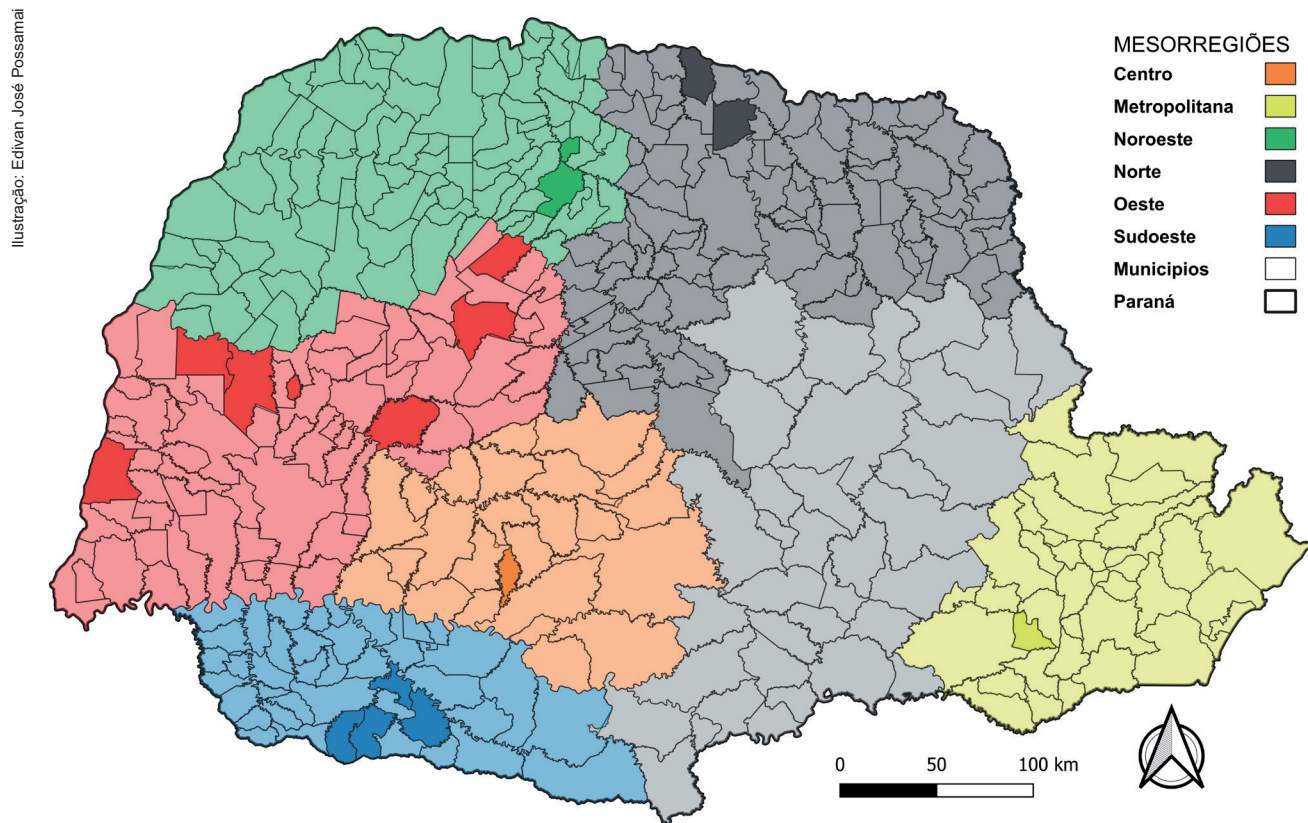 Ilustração: Edivan José Possamai
MESORREGIÕES
Centro
Metropolitana
Noroeste
Norte
Oeste
Sudoeste
Municipios
Paraná
0 50 100 km